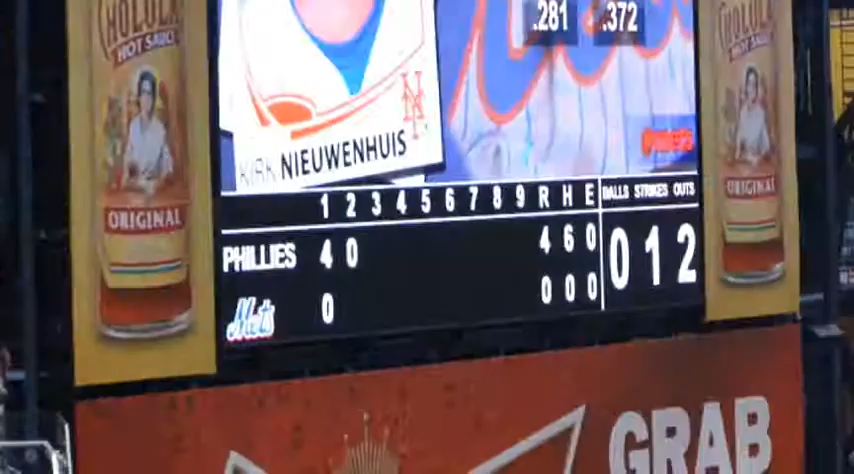 CHOLULA
HOT SAUCE
ORIGINAL
.281 .372
NY
KIRK NIEUWENHUIS
1 2 3 4 5 6 7 8 9 R H E BALLS STRIKES OUTS
PHILLIES 4 0 4 6 0
Mets 0 0 0 0
0 1 2
CHOLULA
HOT SAUCE
ORIGINAL
GRAB